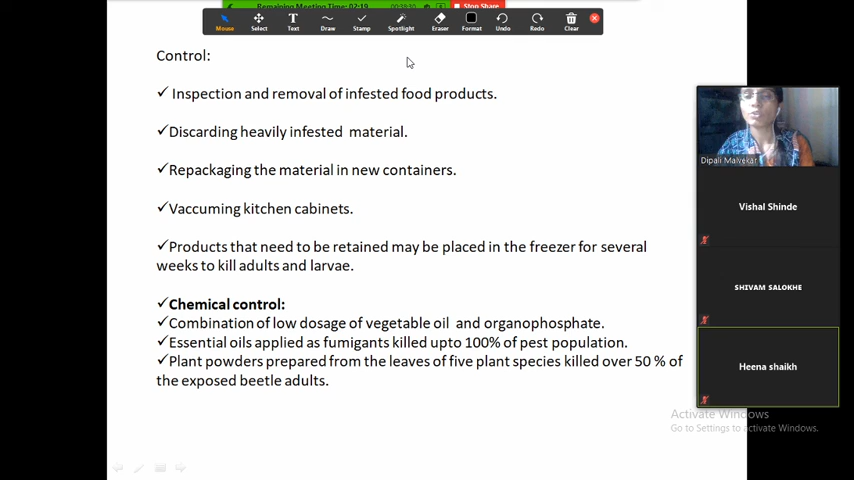 Remaining Meeting Time: 02:19
Stop Share
Mouse Select Text Draw Stamp Spotlight Eraser Format Undo Redo Clear
Control:
✓ Inspection and removal of infested food products.
✓Discarding heavily infested material.
✓Repackaging the material in new containers.
✓Vaccuming kitchen cabinets.
✓Products that need to be retained may be placed in the freezer for several
weeks to kill adults and larvae.
✓Chemical control:
✓Combination of low dosage of vegetable oil and organophosphate.
✓Essential oils applied as fumigants killed upto 100% of pest population.
✓Plant powders prepared from the leaves of five plant species killed over 50 % of
the exposed beetle adults.
Dipali Malvekar
Vishal Shinde
SHIVAM SALOKHE
Heena shaikh
Activate Windows
Go to Settings to activate Windows.